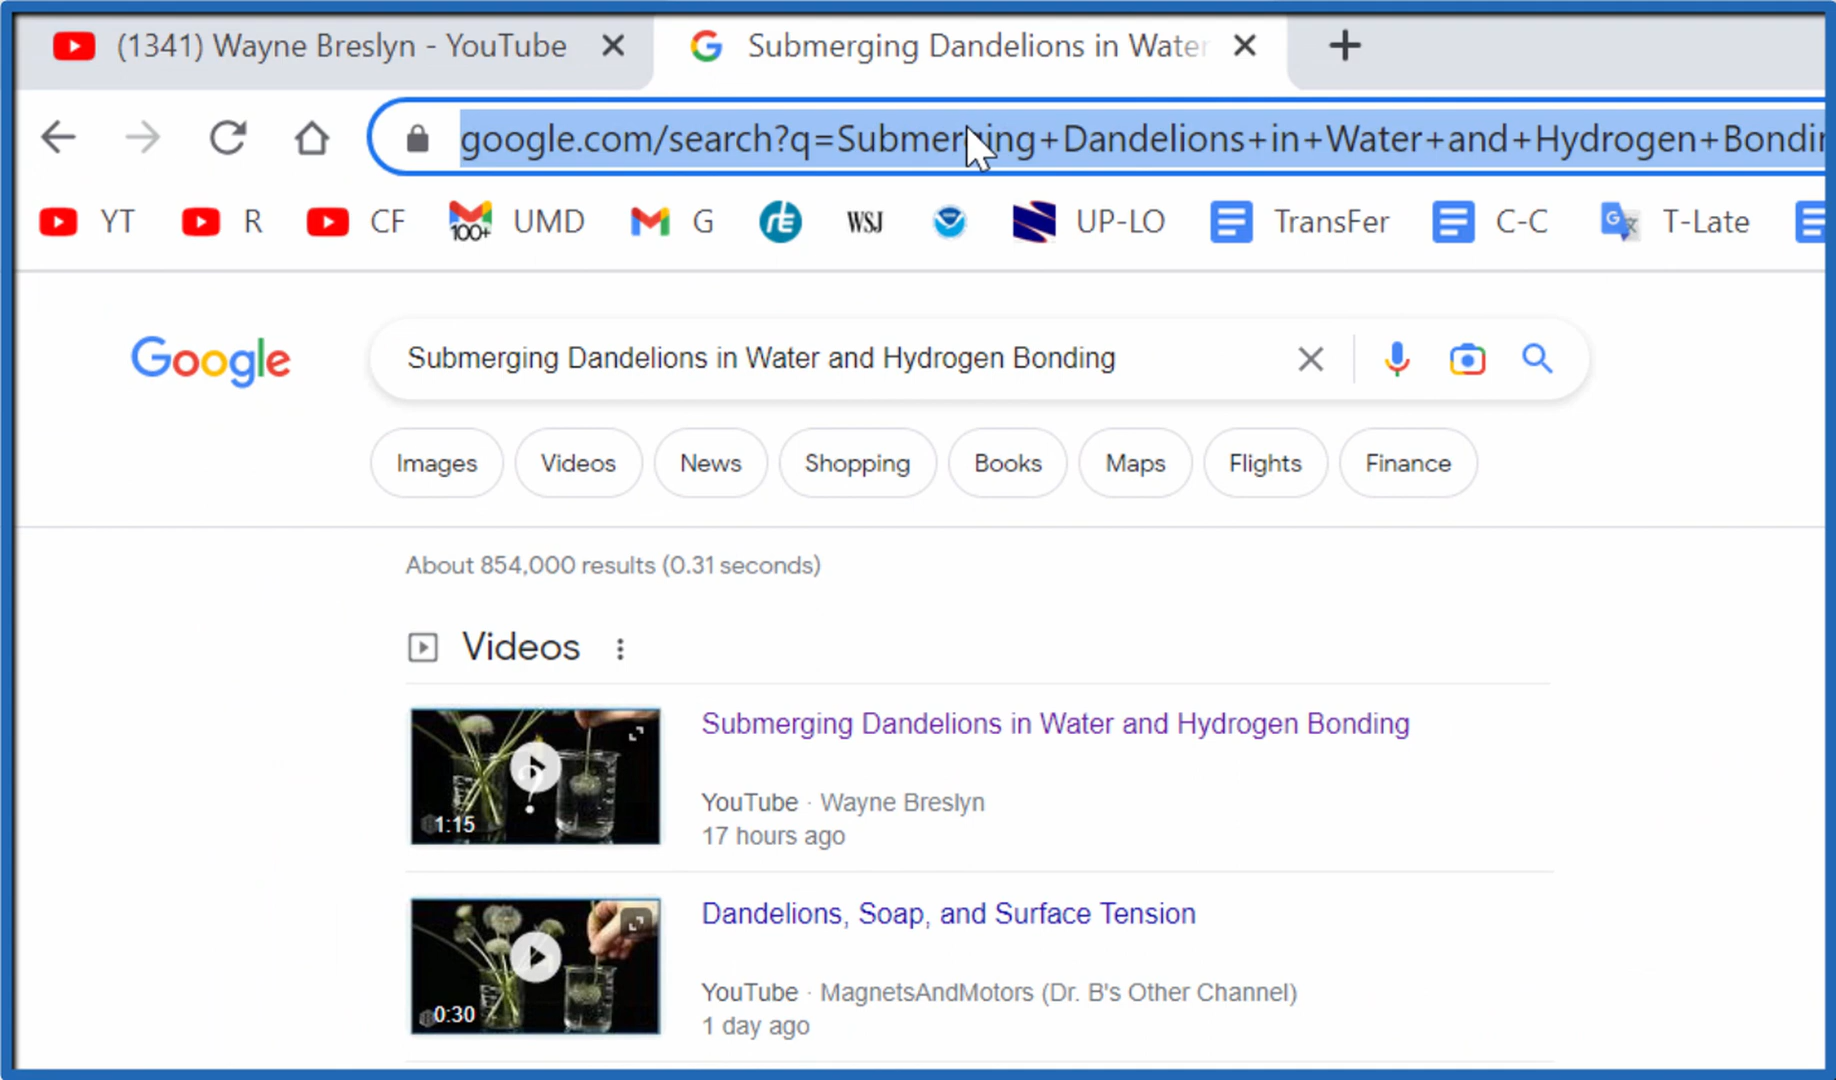 (1341) Wayne Breslyn - YouTube
Submerging Dandelions in Water
google.com/search?q=Submerging+Dandelions+in+Water+and+Hydrogen+Bondin
YT R CF 100+ UMD G WSJ UP-LO TransFer C-C T-Late
Google
Submerging Dandelions in Water and Hydrogen Bonding
Images Videos News Shopping Books Maps Flights Finance
About 854,000 results (0.31 seconds)
Videos
Submerging Dandelions in Water and Hydrogen Bonding
?
1:15
YouTube · Wayne Breslyn
17 hours ago
Dandelions, Soap, and Surface Tension
0:30
YouTube · MagnetsAndMotors (Dr. B's Other Channel)
1 day ago